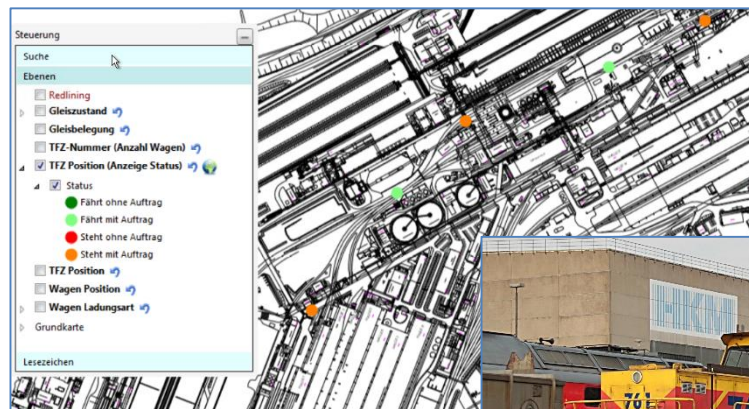 Steuerung
Suche
Ebenen
Redlining
Gleiszustand
Gleisbelegung
TFZ-Nummer (Anzahl Wagen)
TFZ Position (Anzeige Status)
Status
Fährt ohne Auftrag
Fährt mit Auftrag
Steht ohne Auftrag
Steht mit Auftrag
TFZ Position
Wagen Position
Wagen Ladungsart
Grundkarte
Lesezeichen
HKM
761